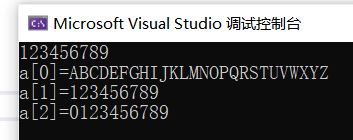 Microsoft Visual Studio 调试控制台
123456789
a[0]=ABCDEFGHIJKLMNOPQRSTUVWXYZ
a[1]=123456789
a[2]=0123456789